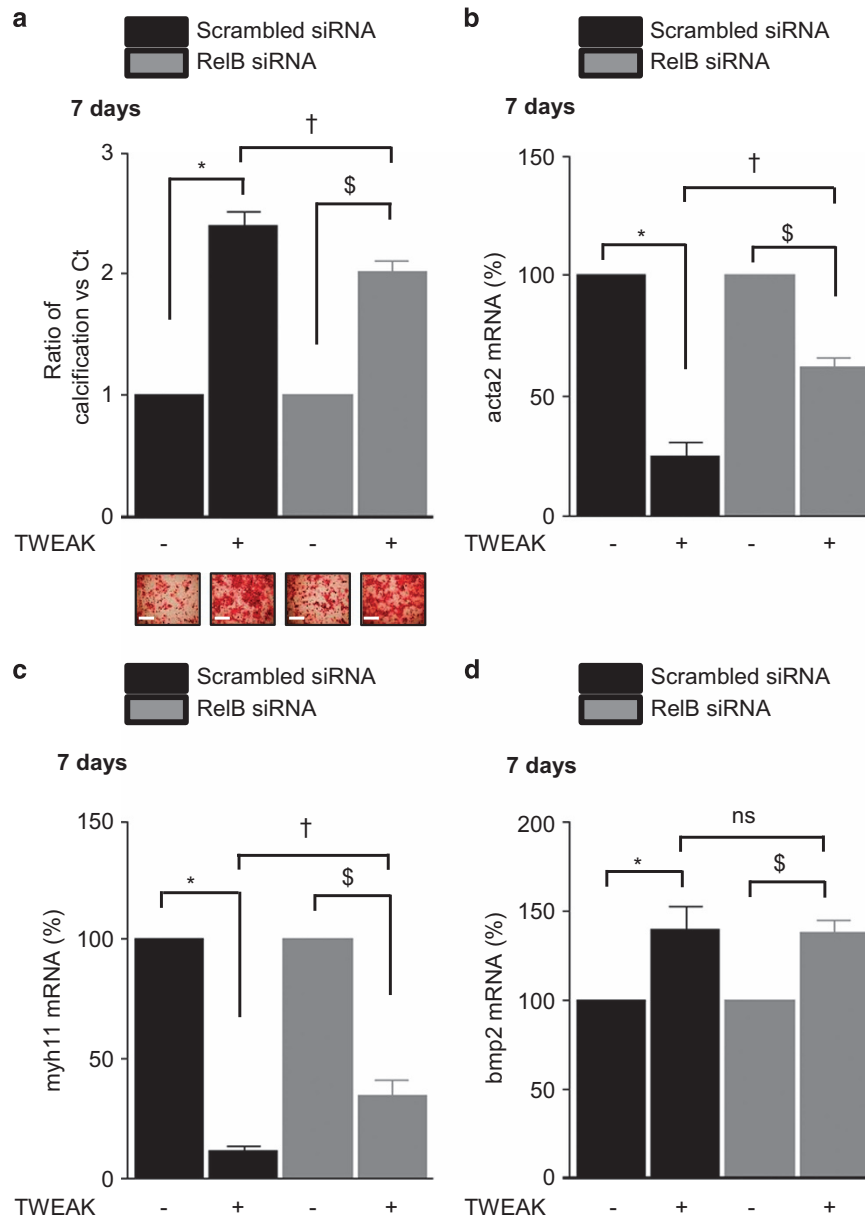 a
Scrambled siRNA
RelB siRNA
7 days
Ratio of
calcification vs Ct
3
2
1
0
*
†
$
TWEAK - + - +
b
Scrambled siRNA
RelB siRNA
7 days
acta2 mRNA (%)
150
100
50
0
*
†
$
- + - +
c
Scrambled siRNA
RelB siRNA
7 days
myh11 mRNA (%)
150
100
50
0
*
†
$
TWEAK - + - +
d
Scrambled siRNA
RelB siRNA
7 days
bmp2 mRNA (%)
200
150
100
50
0
*
ns
$
- + - +